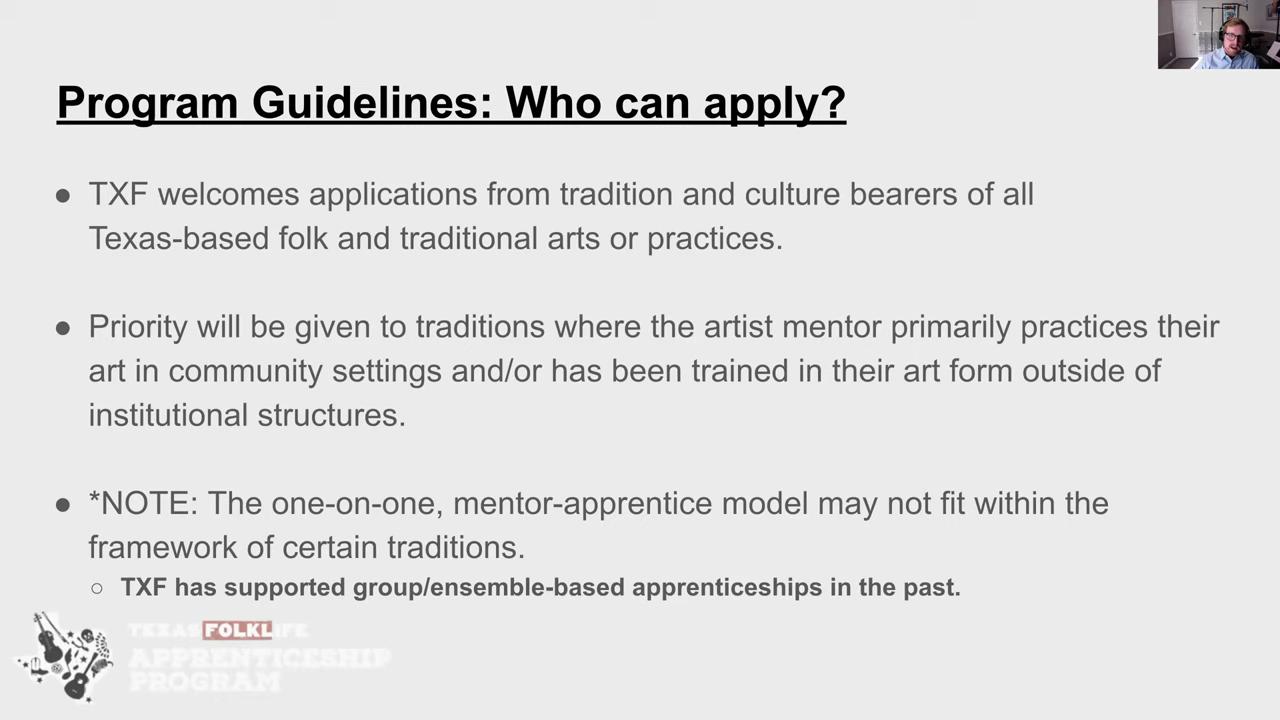 Program Guidelines: Who can apply?
● TXF welcomes applications from tradition and culture bearers of all
Texas-based folk and traditional arts or practices.
● Priority will be given to traditions where the artist mentor primarily practices their
art in community settings and/or has been trained in their art form outside of
institutional structures.
● *NOTE: The one-on-one, mentor-apprentice model may not fit within the
framework of certain traditions.
○ TXF has supported group/ensemble-based apprenticeships in the past.
TEXAS FOLKLIFE
APPRENTICESHIP
PROGRAM